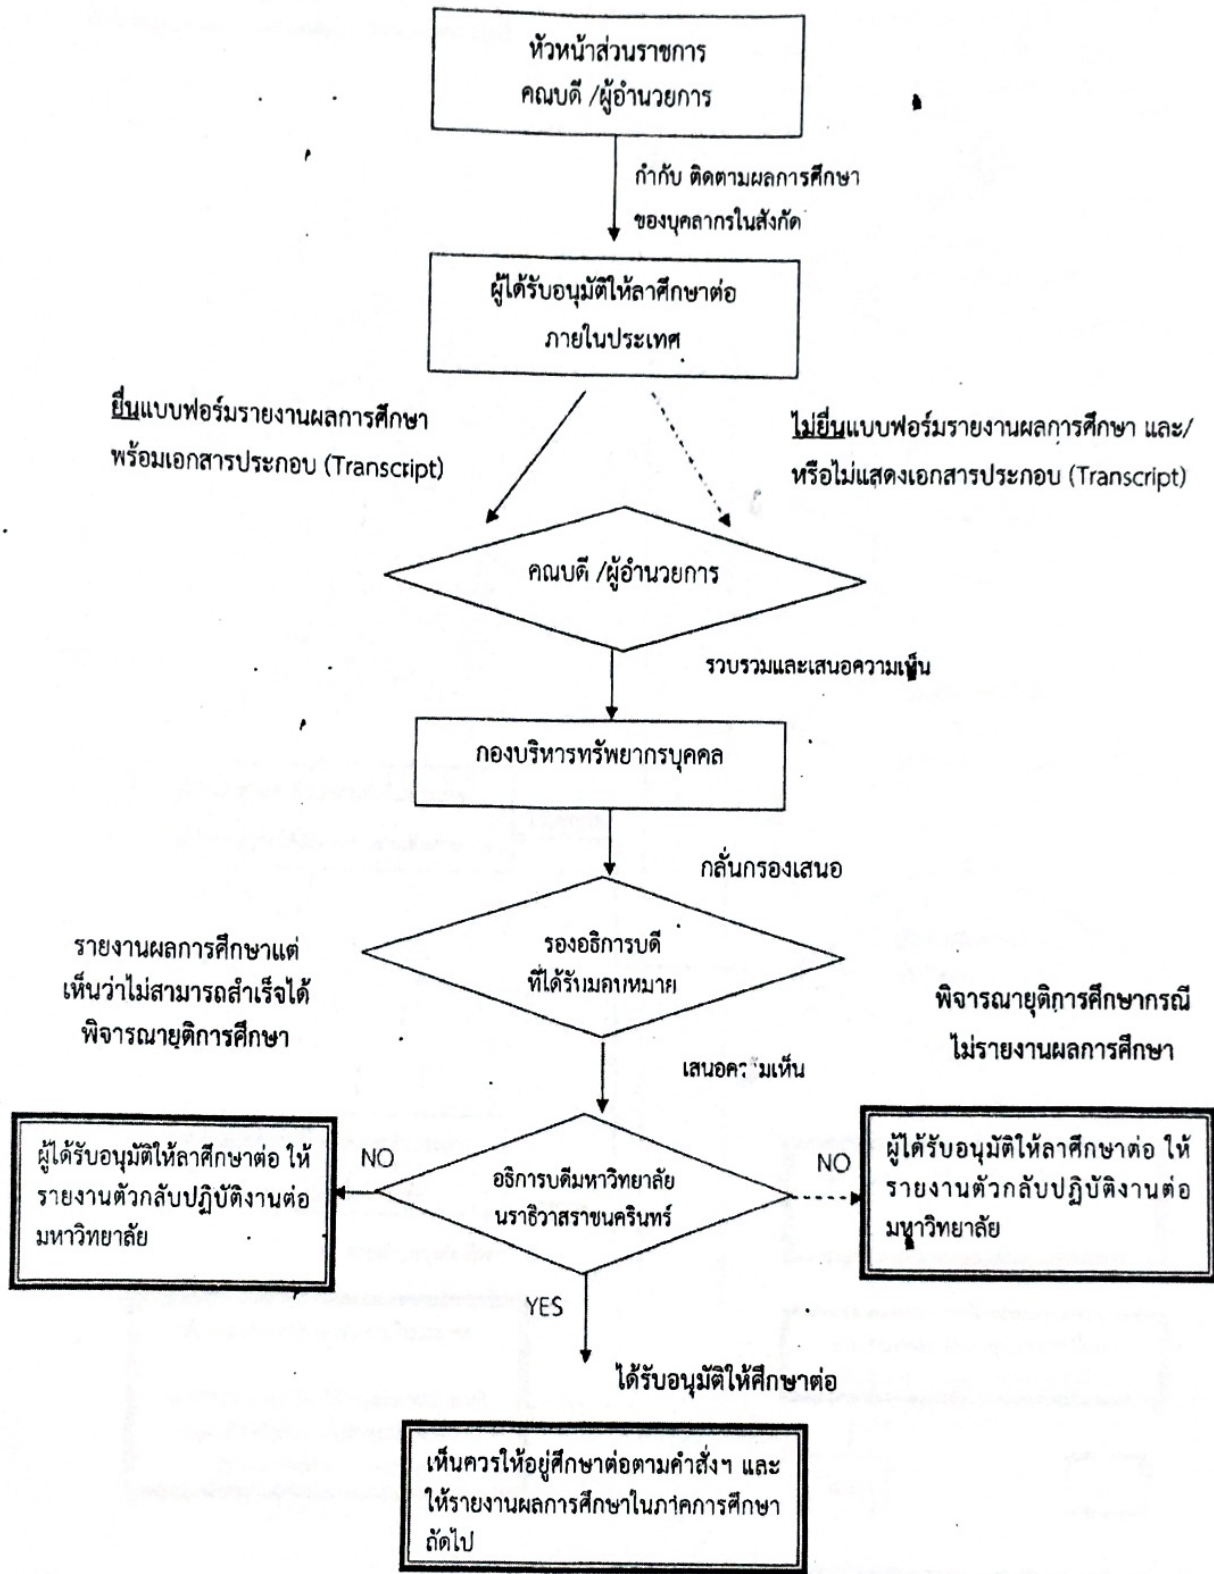 หัวหน้าส่วนราชการ
คณบดี /ผู้อำนวยการ
กำกับ ติดตามผลการศึกษา
ของบุคลากรในสังกัด
ผู้ได้รับอนุมัติให้ลาศึกษาต่อ
ภายในประเทศ
ยื่นแบบฟอร์มรายงานผลการศึกษา
พร้อมเอกสารประกอบ (Transcript)
ไม่ยื่นแบบฟอร์มรายงานผลการศึกษา และ/
หรือไม่แสดงเอกสารประกอบ (Transcript)
คณบดี /ผู้อำนวยการ
รวบรวมและเสนอความเห็น
กองบริหารทรัพยากรบุคคล
กลั่นกรองเสนอ
รองอธิการบดี
ที่ได้รับมอบหมาย
รายงานผลการศึกษาแต่
เห็นว่าไม่สามารถสำเร็จได้
พิจารณายุติการศึกษา
พิจารณายุติการศึกษากรณี
ไม่รายงานผลการศึกษา
เสนอความเห็น
ผู้ได้รับอนุมัติให้ลาศึกษาต่อ ให้
รายงานตัวกลับปฏิบัติงานต่อ
มหาวิทยาลัย
NO
อธิการบดีมหาวิทยาลัย
นราธิวาสราชนครินทร์
NO
ผู้ได้รับอนุมัติให้ลาศึกษาต่อ ให้
รายงานตัวกลับปฏิบัติงานต่อ
มหาวิทยาลัย
YES
ได้รับอนุมัติให้ศึกษาต่อ
เห็นควรให้อยู่ศึกษาต่อตามคำสั่งฯ และ
ให้รายงานผลการศึกษาในภาคการศึกษา
ถัดไป